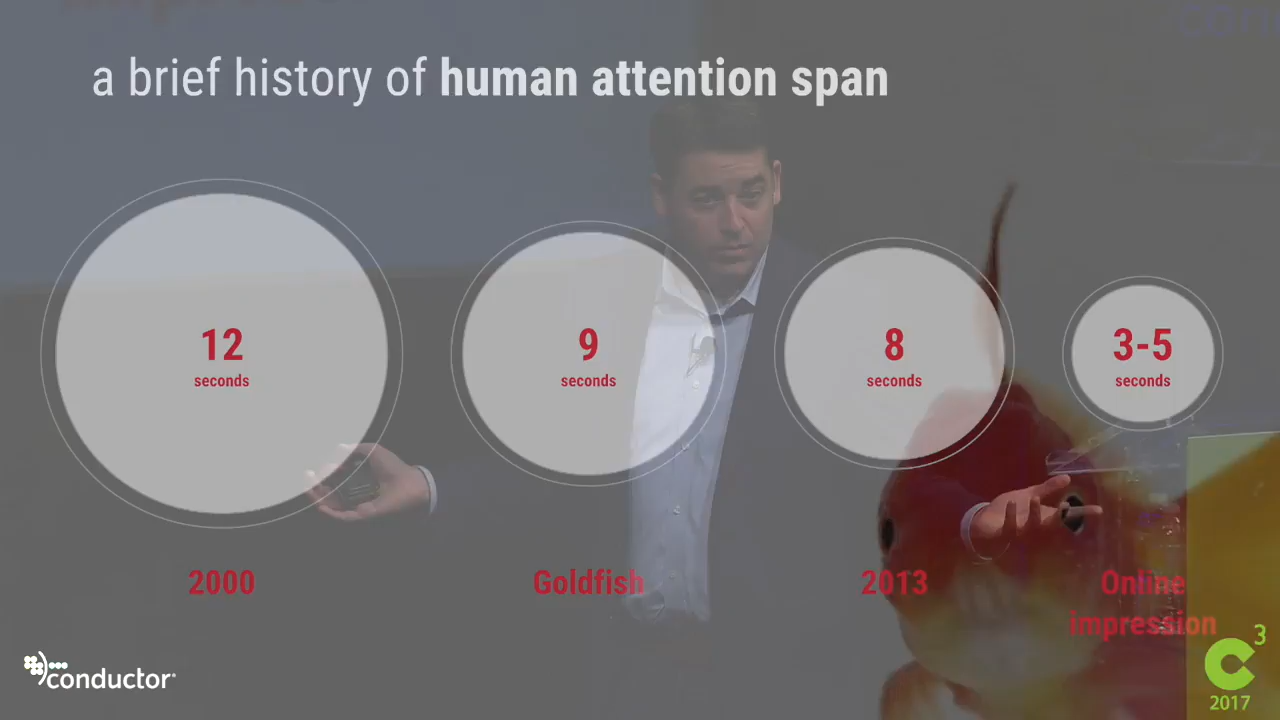 a brief history of human attention span
12
seconds
9
seconds
8
seconds
3-5
seconds
2000
Goldfish
2013
Online
impression
conductor
C3
2017